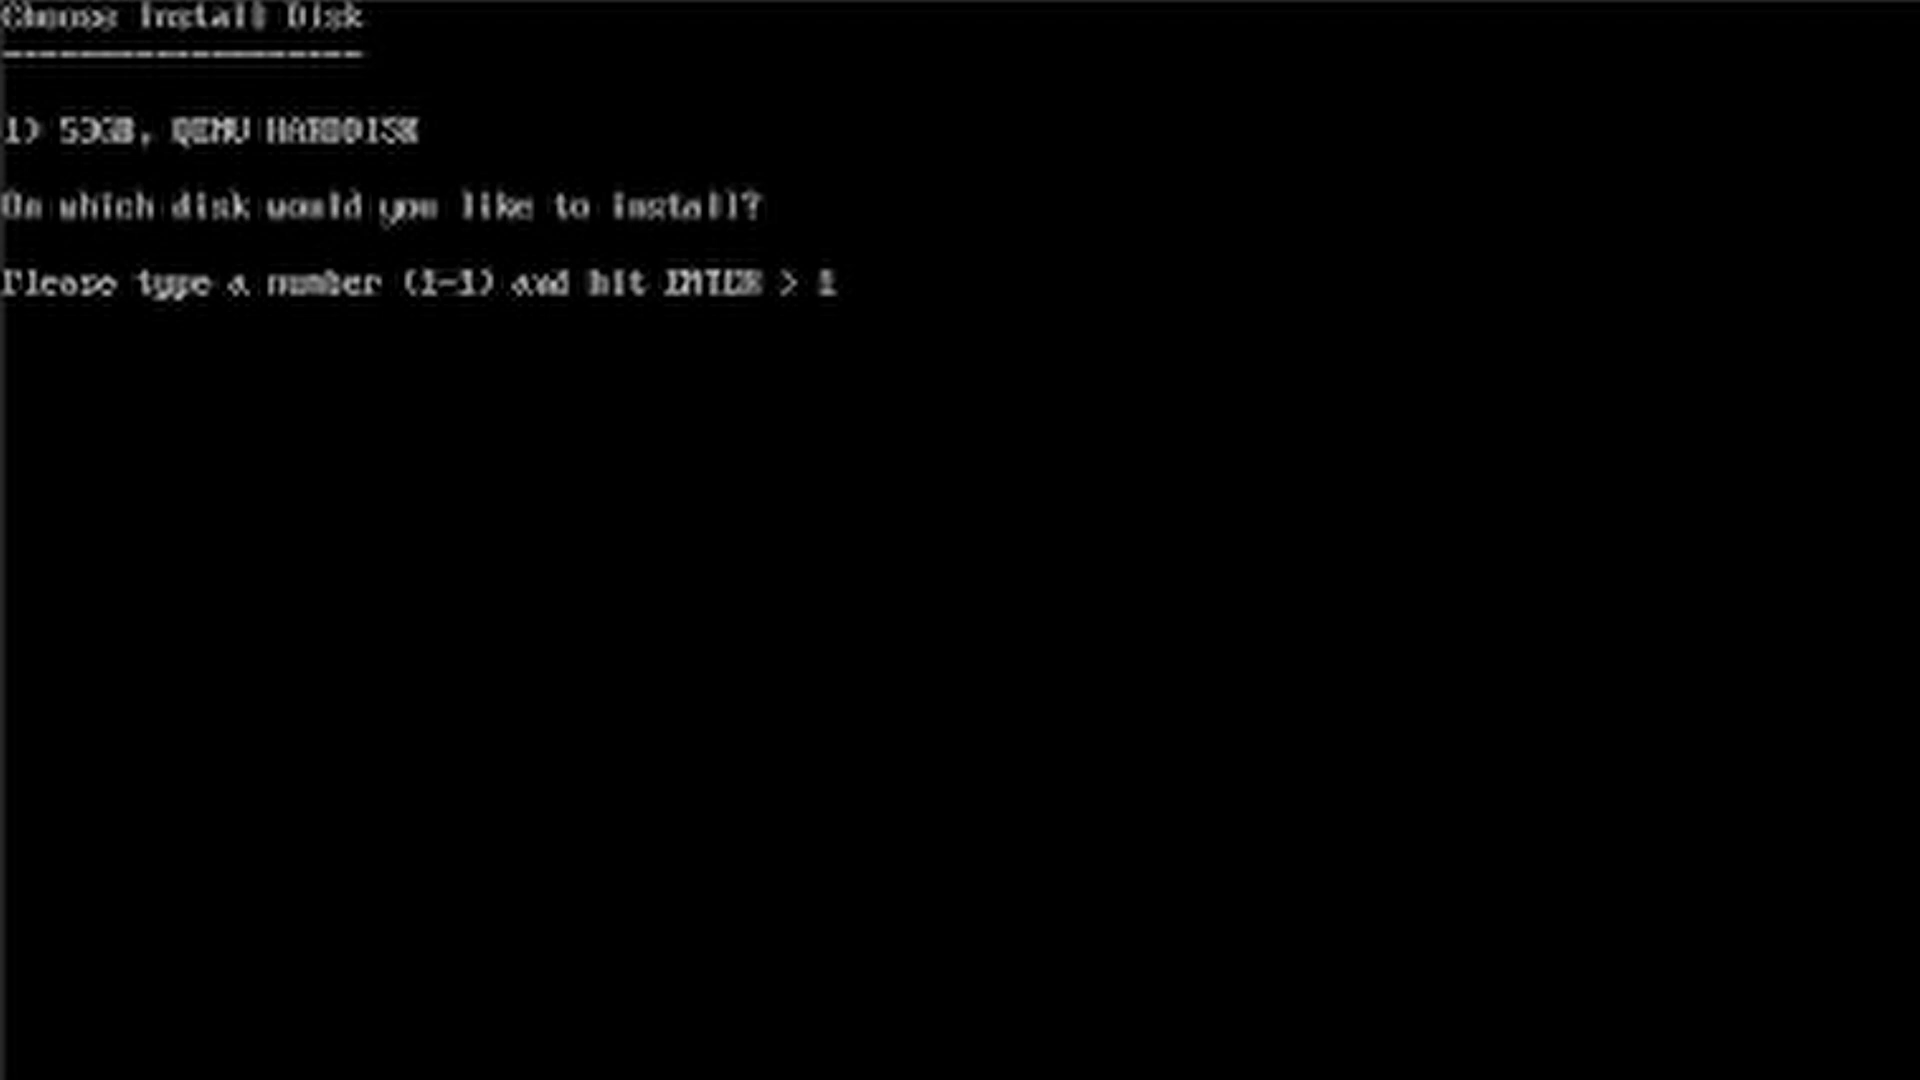 Choose Install Disk
-------------------
1) 53GB, QEMU HARDDISK
On which disk would you like to install?
Please type a number (1-1) and hit ENTER > 1